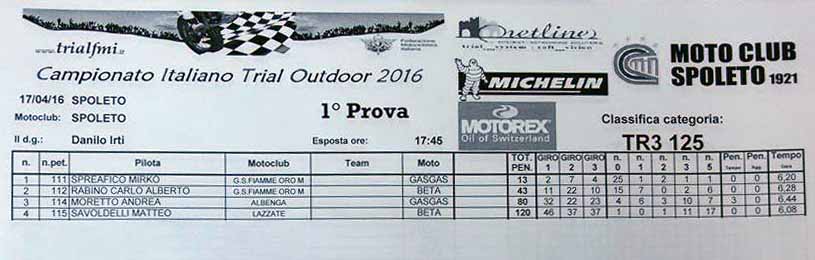 www.trialfmi.it
Federazione Motociclistica Italiana
netliner
trial__system : soft__vision
MICHELIN
MOTO CLUB
SPOLETO 1921
Campionato Italiano Trial Outdoor 2016
17/04/16 SPOLETO
Motoclub: SPOLETO
1° Prova
MOTOREX
Oil of Switzerland
Classifica categoria:
Il d.g.: Danilo Irti Esposta ore: 17:45
TR3 125
n. n.pet. Pilota Motoclub Team Moto TOT. PEN. GIRO 1 GIRO 2 GIRO 3 n. 0 n. 1 n. 2 n. 3 n. 5 Pen. Tempo Pen. Tempo
1 111 SPREAFICO MIRKO G.S.FIAMME ORO M GASGAS 13 2 7 4 25 1 2 1 1 0 0 6,20
2 112 RABINO CARLO ALBERTO G.S.FIAMME ORO M BETA 43 11 22 10 15 7 0 2 6 0 0 6,28
3 114 MORETTO ANDREA ALBENGA GASGAS 80 32 22 23 4 6 3 10 7 3 0 6,44
4 115 SAVOLDELLI MATTEO LAZZATE BETA 120 46 37 37 1 0 1 11 17 0 0 6,08